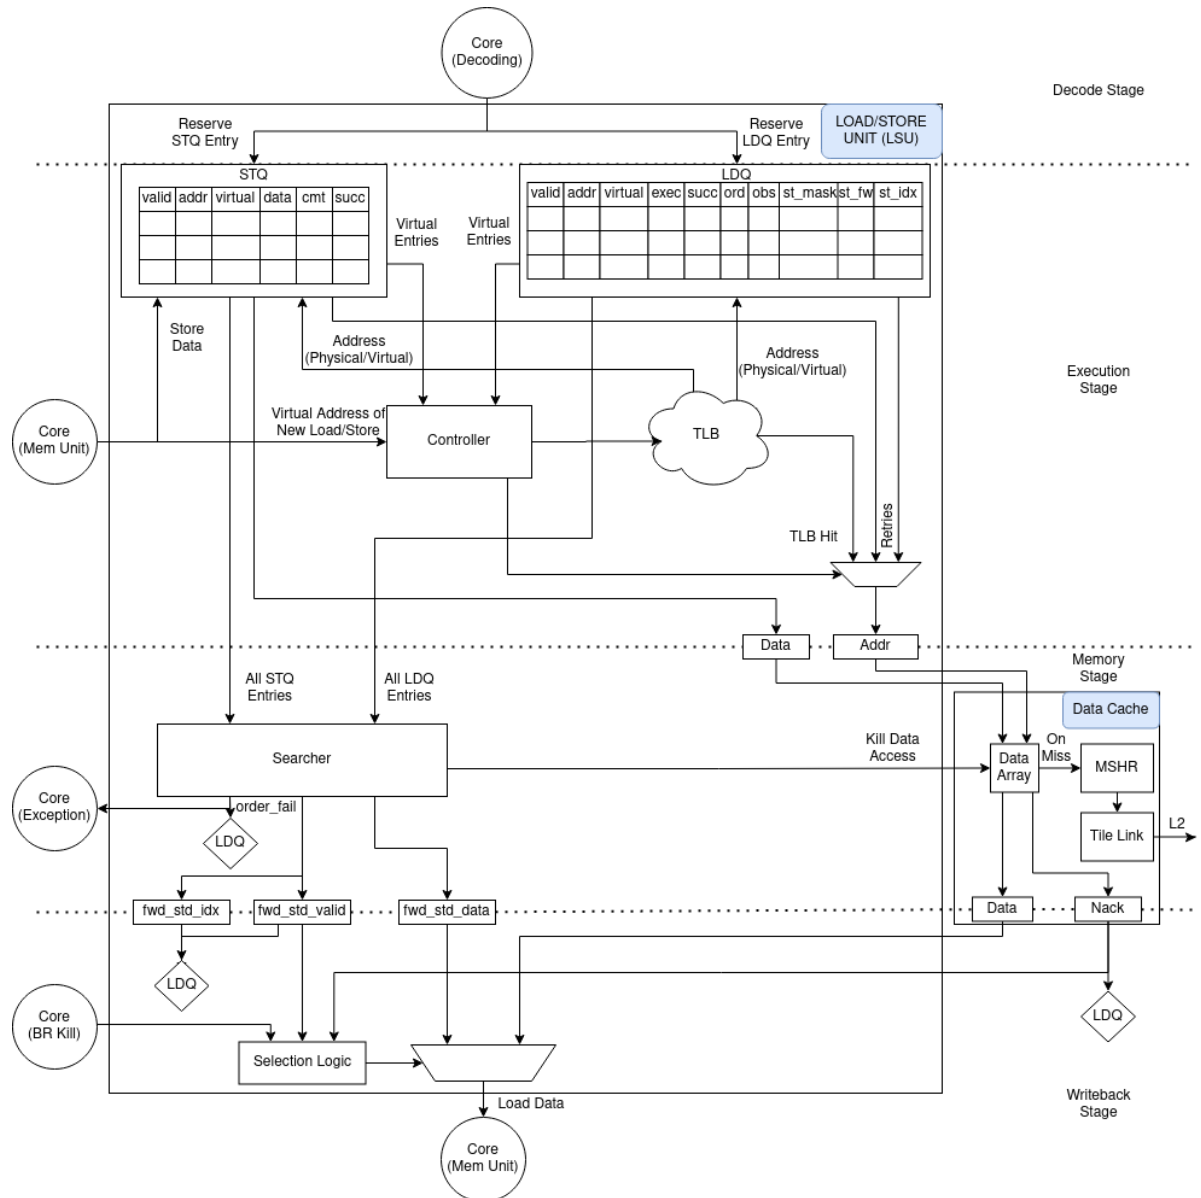 Core
(Decoding)
Decode Stage
Reserve
STQ Entry
Reserve
LDQ Entry
LOAD/STORE
UNIT (LSU)
STQ
valid addr virtual data cmt succ
LDQ
valid addr virtual exec succ ord obs st_mask st_fw st_idx
Virtual
Entries
Virtual
Entries
Store
Data
Address
(Physical/Virtual)
Address
(Physical/Virtual)
Execution
Stage
Core
(Mem Unit)
Virtual Address of
New Load/Store
Controller
TLB
TLB Hit
Retries
Data
Addr
Memory
Stage
All STQ
Entries
All LDQ
Entries
Data Cache
Searcher
Kill Data
Access
Data
Array
On
Miss
MSHR
Core
(Exception)
order_fail
LDQ
Tile Link
L2
fwd_std_idx
fwd_std_valid
fwd_std_data
Data
Nack
LDQ
LDQ
Core
(BR Kill)
Selection Logic
Load Data
Writeback
Stage
Core
(Mem Unit)